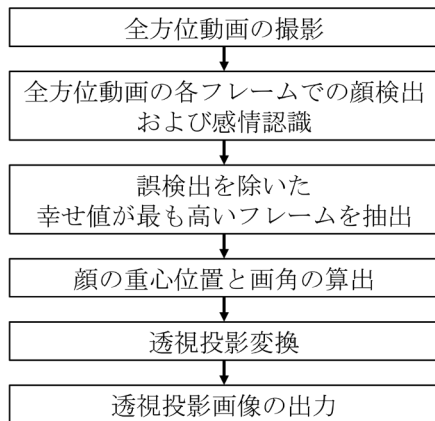 全方位動画の撮影
全方位動画の各フレームでの顔検出
および感情認識
誤検出を除いた
幸せ値が最も高いフレームを抽出
顔の重心位置と画角の算出
透視投影変換
透視投影画像の出力